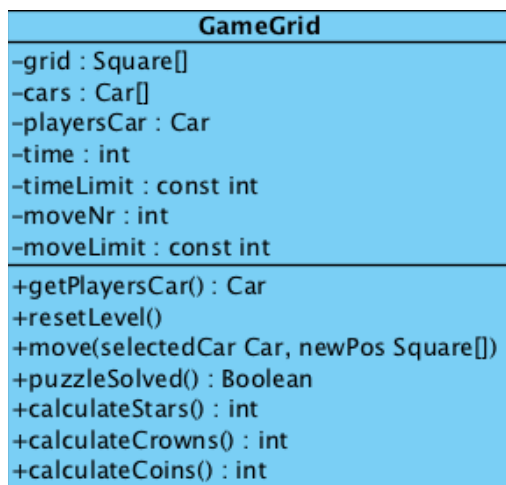 GameGrid
-grid : Square[]
-cars : Car[]
-playersCar : Car
-time : int
-timeLimit : const int
-moveNr : int
-moveLimit : const int
+getPlayersCar() : Car
+resetLevel()
+move(selectedCar Car, newPos Square[])
+puzzleSolved() : Boolean
+calculateStars() : int
+calculateCrowns() : int
+calculateCoins() : int